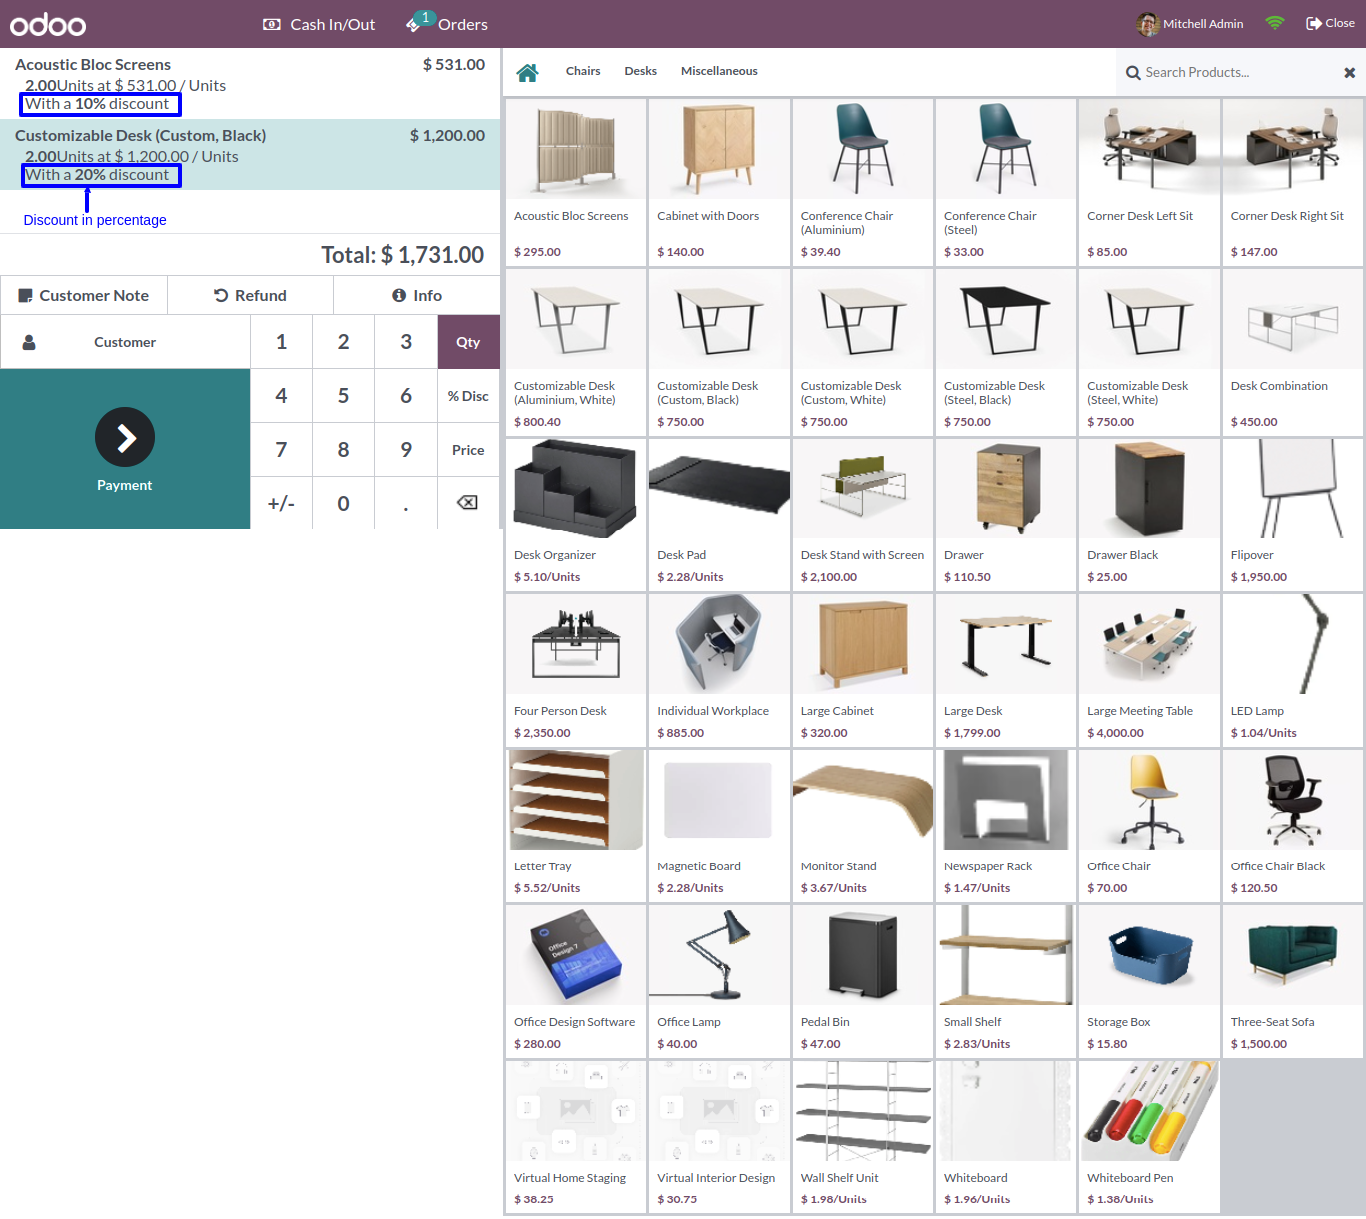 odoo
Cash In/Out
1
Orders
Mitchell Admin
Close
Acoustic Bloc Screens
$ 531.00
2.00Units at $ 531.00 / Units
With a 10% discount
Customizable Desk (Custom, Black)
$ 1,200.00
2.00Units at $ 1,200.00 / Units
With a 20% discount
Discount in percentage
Total: $ 1,731.00
Customer Note
Refund
Info
Customer
1
2
3
Qty
4
5
6
% Disc
7
8
9
Price
+/-
0
.
Payment
Chairs
Desks
Miscellaneous
Search Products...
Acoustic Bloc Screens
$ 295.00
Cabinet with Doors
$ 140.00
Conference Chair
(Aluminium)
$ 39.40
Conference Chair
(Steel)
$ 33.00
Corner Desk Left Sit
$ 85.00
Corner Desk Right Sit
$ 147.00
Customizable Desk
(Aluminium, White)
$ 800.40
Customizable Desk
(Custom, Black)
$ 750.00
Customizable Desk
(Custom, White)
$ 750.00
Customizable Desk
(Steel, Black)
$ 750.00
Customizable Desk
(Steel, White)
$ 750.00
Desk Combination
$ 450.00
Desk Organizer
$ 5.10/Units
Desk Pad
$ 2.28/Units
Desk Stand with Screen
$ 2,100.00
Drawer
$ 110.50
Drawer Black
$ 25.00
Flipover
$ 1,950.00
Four Person Desk
$ 2,350.00
Individual Workplace
$ 885.00
Large Cabinet
$ 320.00
Large Desk
$ 1,799.00
Large Meeting Table
$ 4,000.00
LED Lamp
$ 1.04/Units
Letter Tray
$ 5.52/Units
Magnetic Board
$ 2.28/Units
Monitor Stand
$ 3.67/Units
Newspaper Rack
$ 1.47/Units
Office Chair
$ 70.00
Office Chair Black
$ 120.50
Office
Design 7
Office Design Software
$ 280.00
Office Lamp
$ 40.00
Pedal Bin
$ 47.00
Small Shelf
$ 2.83/Units
Storage Box
$ 15.80
Three-Seat Sofa
$ 1,500.00
Virtual Home Staging
$ 38.25
Virtual Interior Design
$ 30.75
Wall Shelf Unit
$ 1.98/Units
Whiteboard
$ 1.96/Units
Whiteboard Pen
$ 1.38/Units